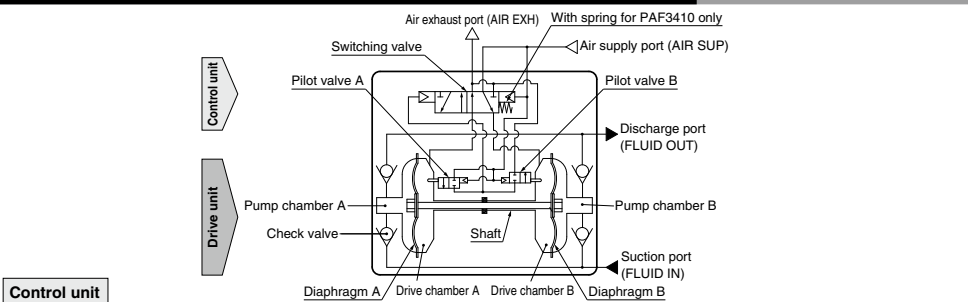 Air exhaust port (AIR EXH)
With spring for PAF3410 only
Switching valve
Air supply port (AIR SUP)
Control unit
Pilot valve A
Pilot valve B
Discharge port
(FLUID OUT)
Drive unit
Pump chamber A
Pump chamber B
Check valve
Shaft
Suction port
(FLUID IN)
Diaphragm A
Drive chamber A
Drive chamber B
Diaphragm B
Control unit